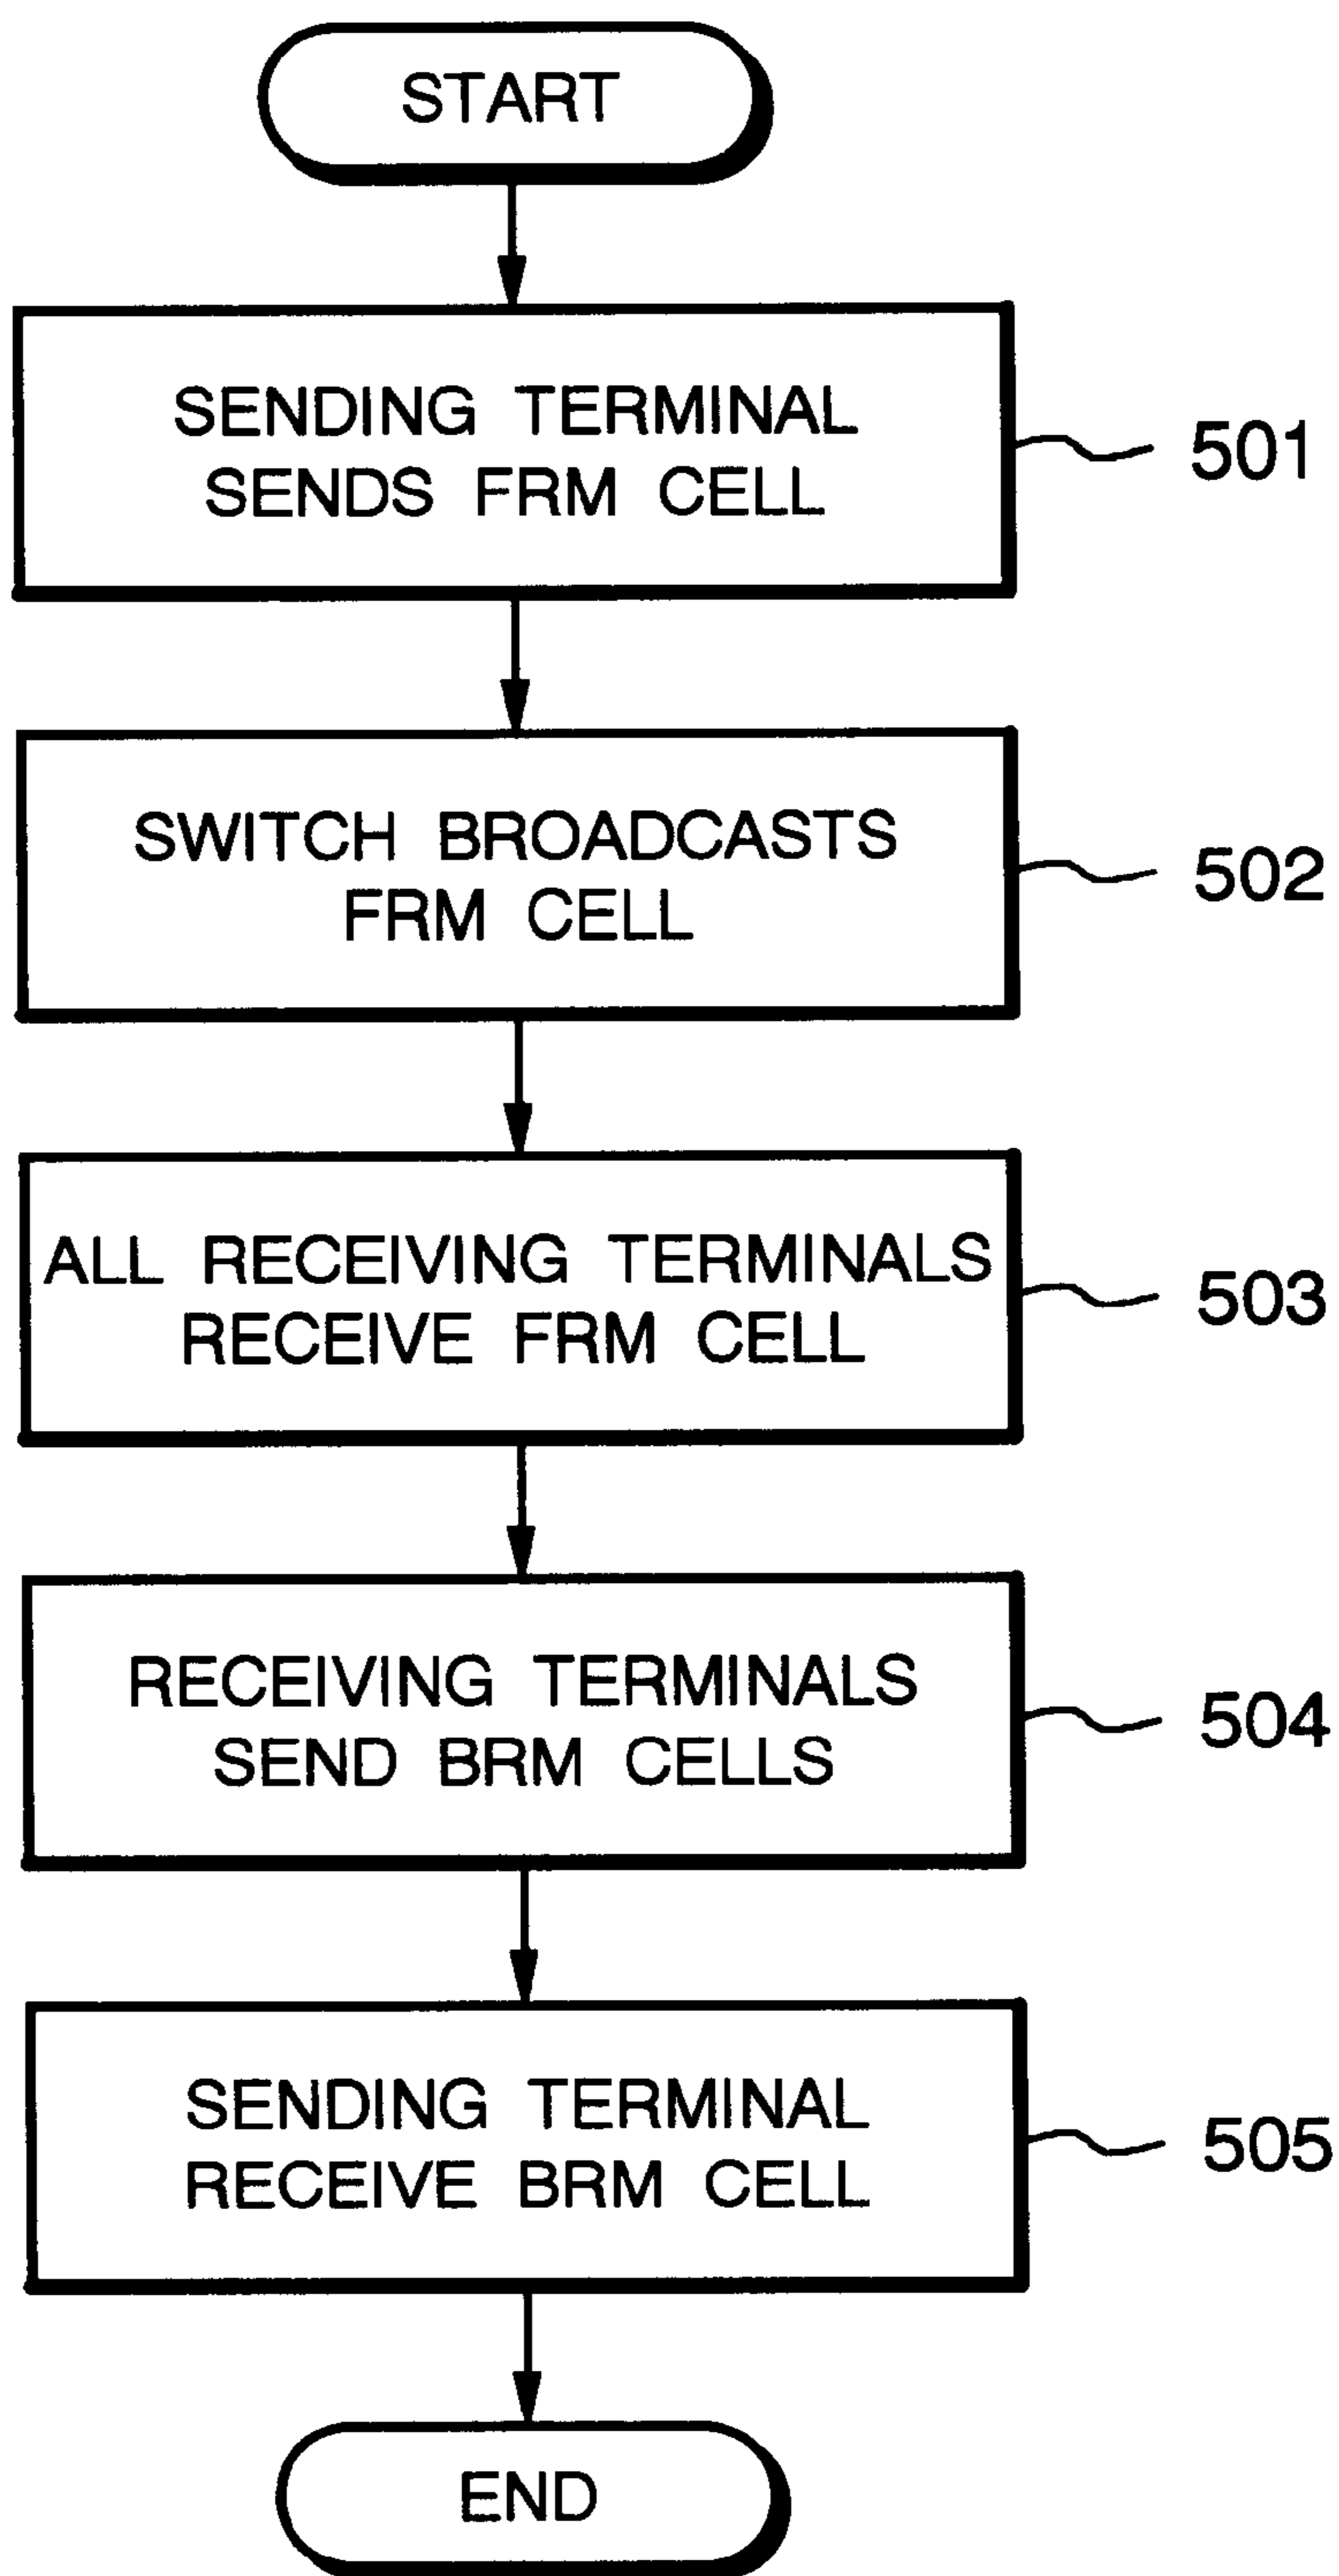 START
SENDING TERMINAL
SENDS FRM CELL
501
SWITCH BROADCASTS
FRM CELL
502
ALL RECEIVING TERMINALS
RECEIVE FRM CELL
503
RECEIVING TERMINALS
SEND BRM CELLS
504
SENDING TERMINAL
RECEIVE BRM CELL
505
END